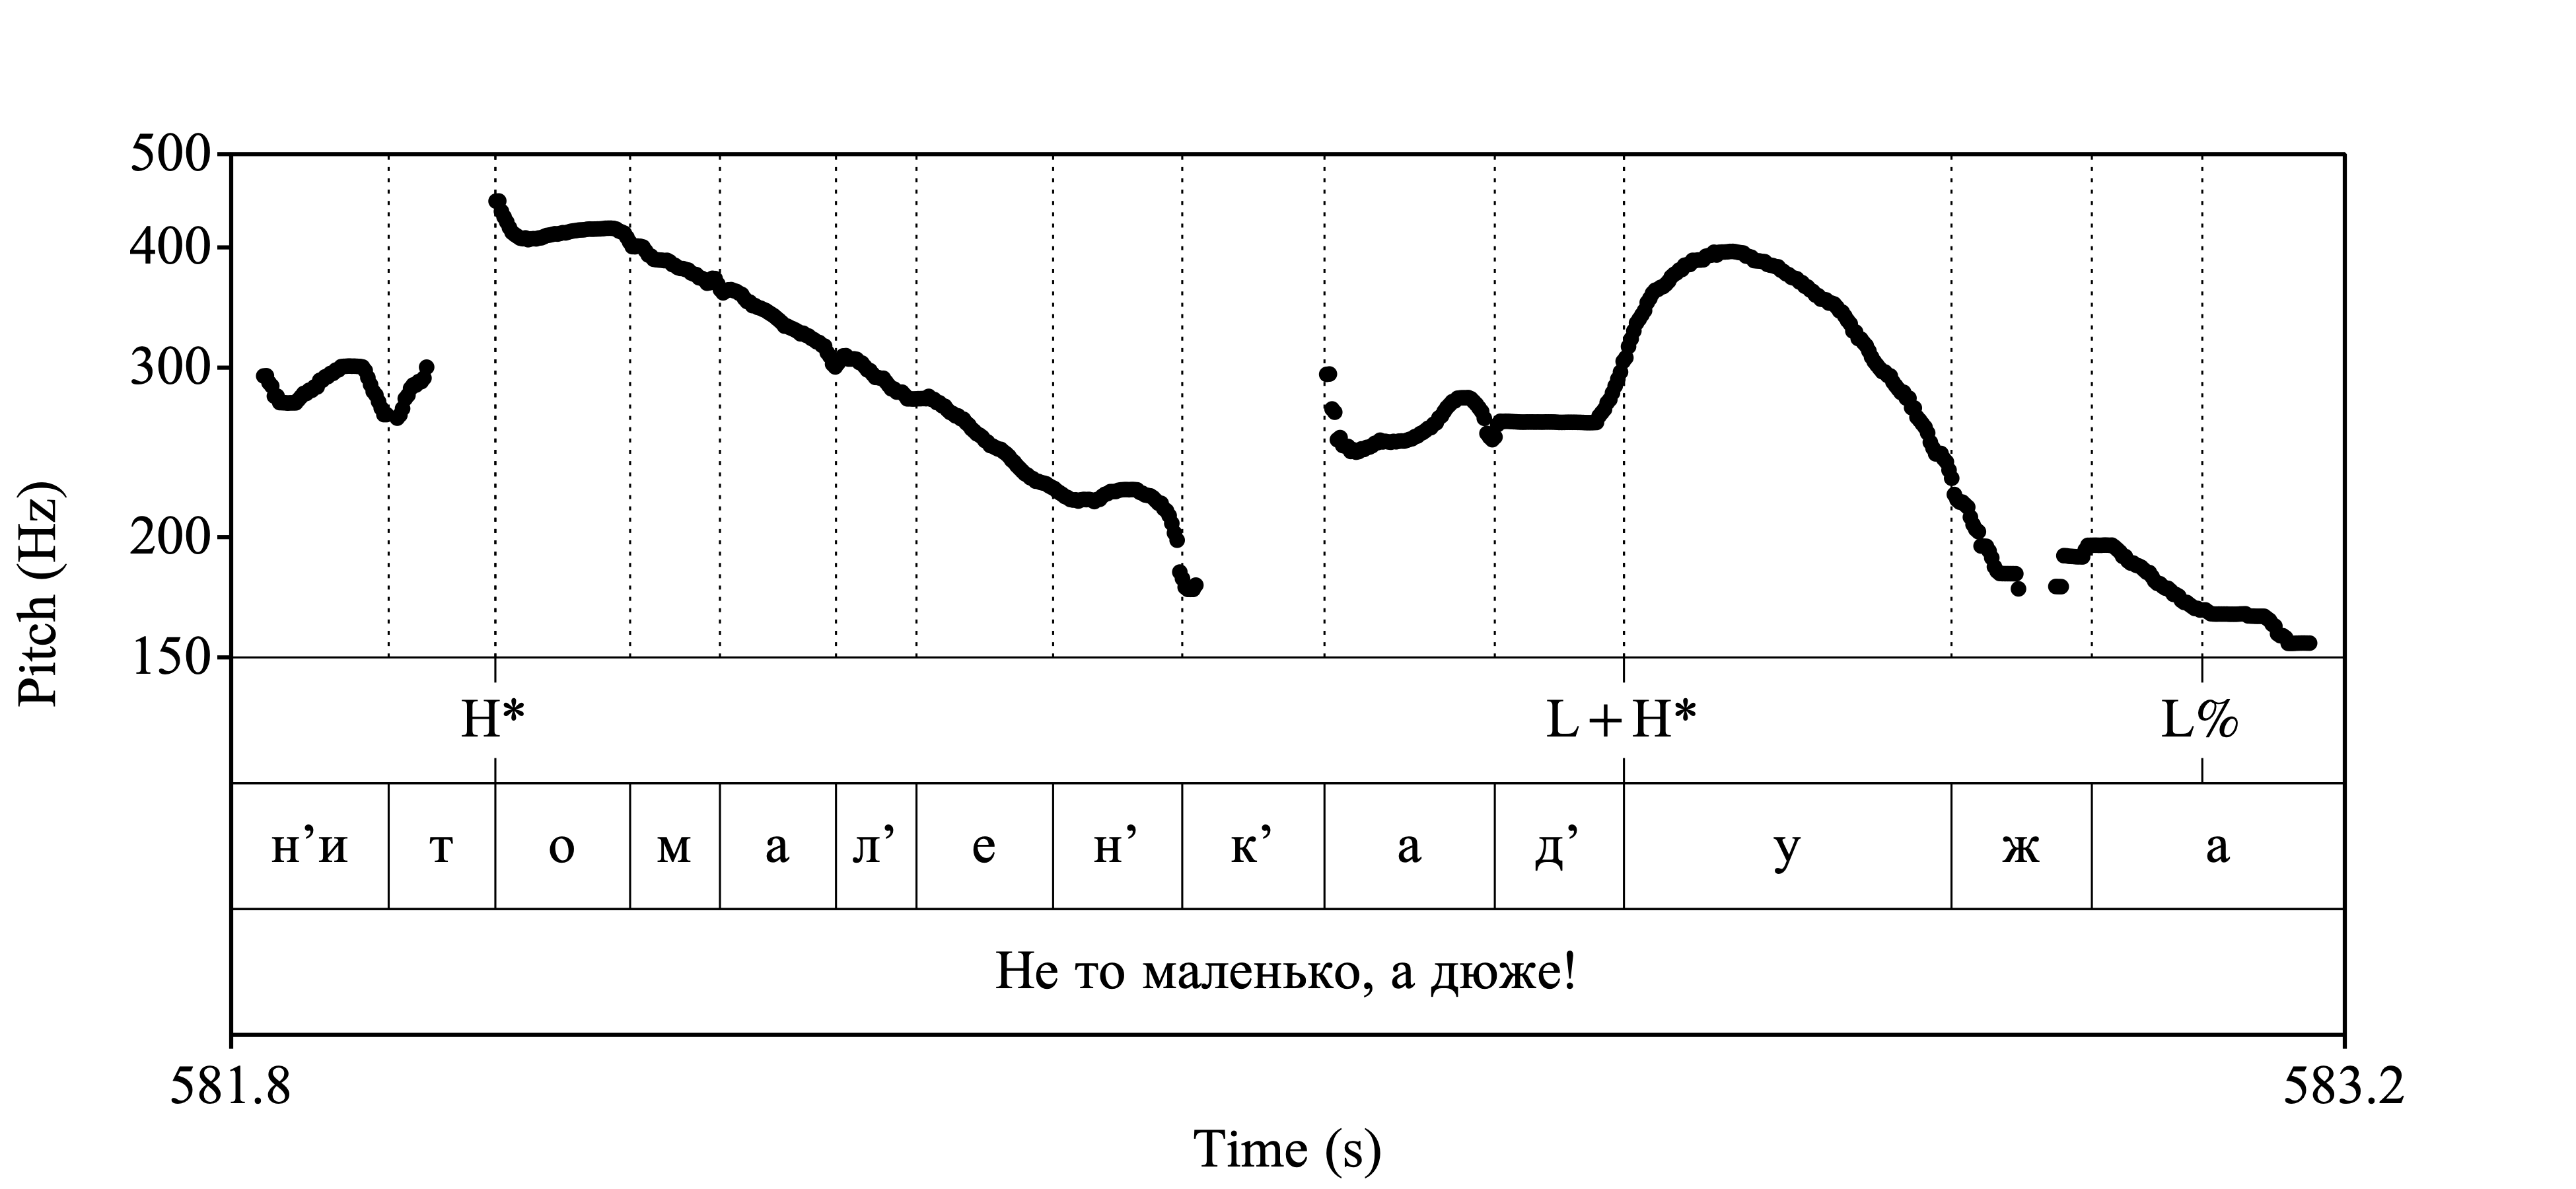 500
400
300
200
150
Pitch (Hz)
H* L+H* L%
н’и т о м а л’ е н’ к’ а д’ у ж а
Не то маленько, а дюже!
581.8 583.2
Time (s)